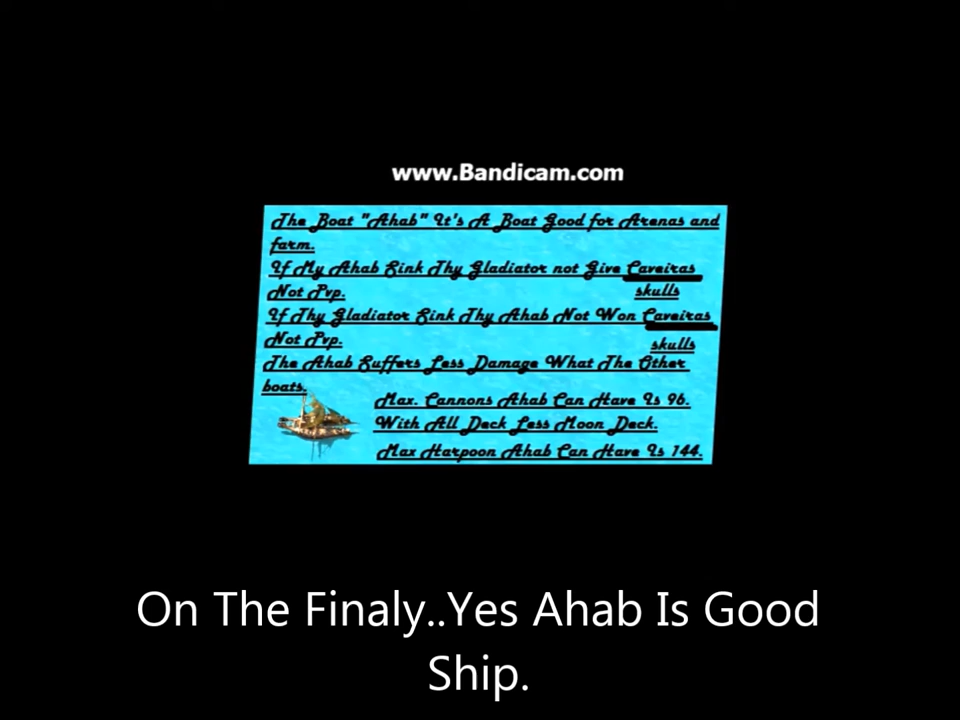 www.Bandicam.com
The Boat "Ahab" It's A Boat Good for Arenas and
farm.
If My Ahab Sink Thy Gladiator not Give Caveiras
Not Pvp.
skulls
If Thy Gladiator Sink Thy Ahab Not Won Caveiras
Not Pvp.
skulls
The Ahab Suffers Less Damage What The Other
boats.
Max. Cannons Ahab Can Have Is 96.
With All Deck Less Moon Deck.
Max Harpoon Ahab Can Have Is 144.
On The Finaly..Yes Ahab Is Good
Ship.